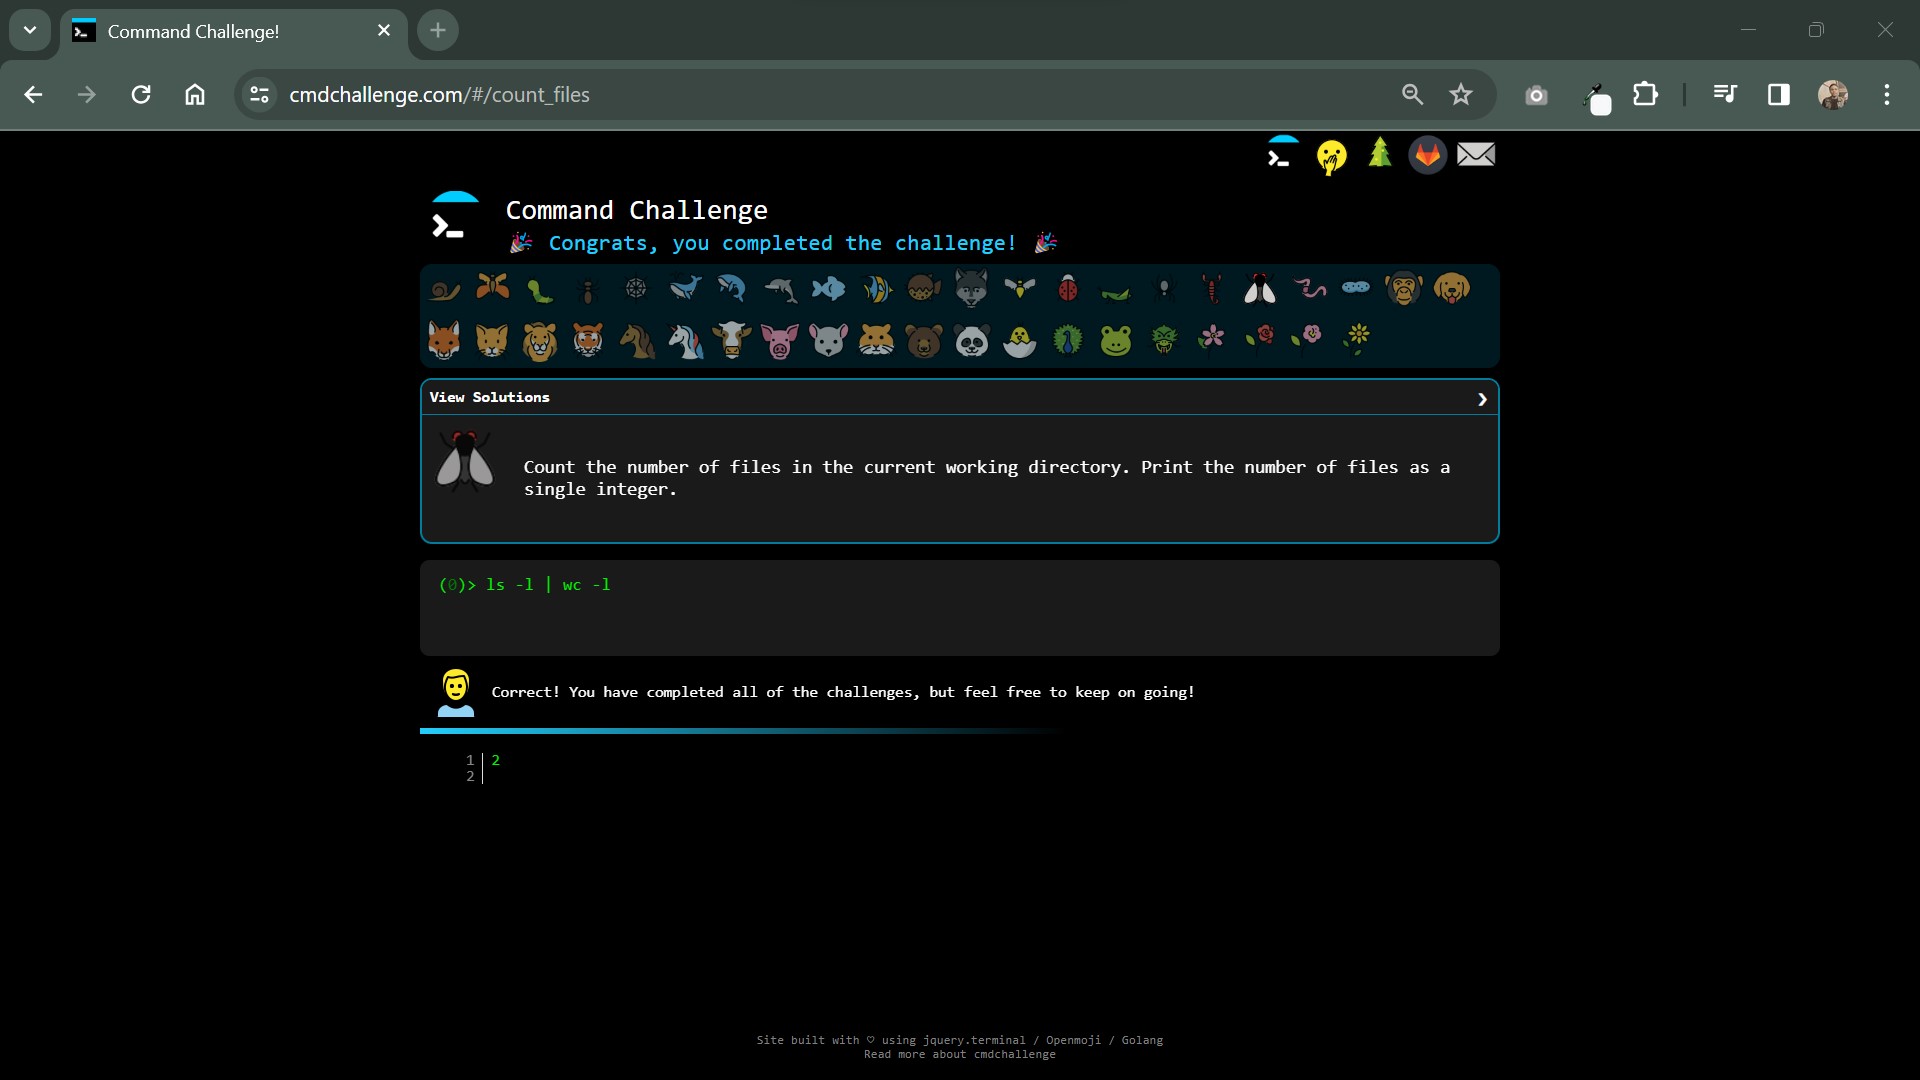 Command Challenge!
cmdchallenge.com/#/count_files
Command Challenge
Congrats, you completed the challenge!
View Solutions
Count the number of files in the current working directory. Print the number of files as a
single integer.
(0)> ls -l | wc -l
Correct! You have completed all of the challenges, but feel free to keep on going!
1 2
2
Site built with ♡ using jquery.terminal / Openmoji / Golang
Read more about cmdchallenge